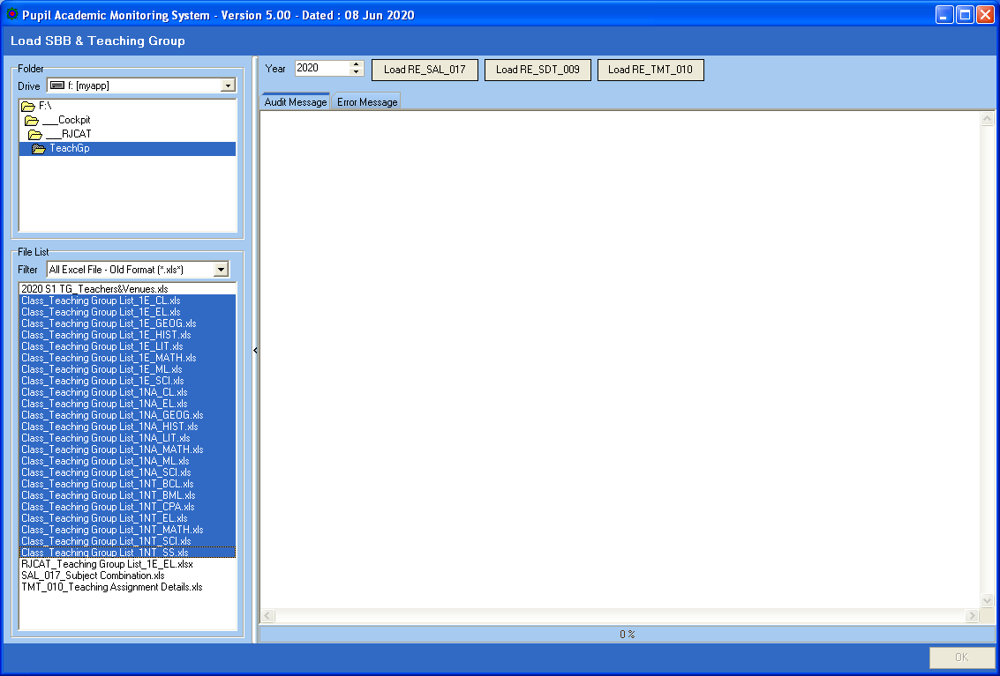 Pupil Academic Monitoring System - Version 5.00 - Dated : 08 Jun 2020
Load SBB & Teaching Group
Folder
Drive f: [myapp]
F:\
___Cockpit
___RJCAT
TeachGp
File List
Filter All Excel File - Old Format (*.xls*)
2020 S1 TG_Teachers&Venues.xls
Class_Teaching Group List_1E_CL.xls
Class_Teaching Group List_1E_EL.xls
Class_Teaching Group List_1E_GEOG.xls
Class_Teaching Group List_1E_HIST.xls
Class_Teaching Group List_1E_LIT.xls
Class_Teaching Group List_1E_MATH.xls
Class_Teaching Group List_1E_ML.xls
Class_Teaching Group List_1E_SCI.xls
Class_Teaching Group List_1NA_CL.xls
Class_Teaching Group List_1NA_EL.xls
Class_Teaching Group List_1NA_GEOG.xls
Class_Teaching Group List_1NA_HIST.xls
Class_Teaching Group List_1NA_LIT.xls
Class_Teaching Group List_1NA_MATH.xls
Class_Teaching Group List_1NA_ML.xls
Class_Teaching Group List_1NA_SCI.xls
Class_Teaching Group List_1NT_BCL.xls
Class_Teaching Group List_1NT_BML.xls
Class_Teaching Group List_1NT_CPA.xls
Class_Teaching Group List_1NT_EL.xls
Class_Teaching Group List_1NT_MATH.xls
Class_Teaching Group List_1NT_SCI.xls
Class_Teaching Group List_1NT_SS.xls
RJCAT_Teaching Group List_1E_EL.xlsx
SAL_017_Subject Combination.xls
TMT_010_Teaching Assignment Details.xls
Year 2020 Load RE_SAL_017 Load RE_SDT_009 Load RE_TMT_010
Audit Message Error Message
0 %
OK